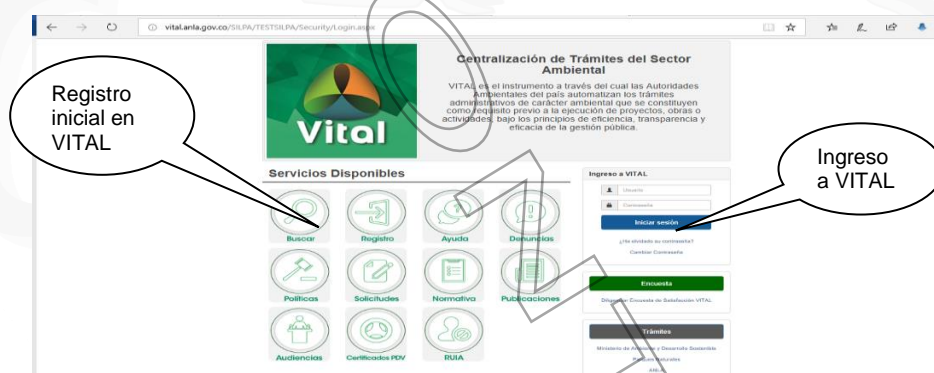 vital.anla.gov.co/SILPA/TESTSILPA/Security/Login.aspx
Centralización de Trámites del Sector
Ambiental
VITAL es el instrumento a través del cual las Autoridades
Ambientales del país automatizan los trámites
administrativos de carácter ambiental que se constituyen
como requisito previo a la ejecución de proyectos, obras o
actividades, bajo los principios de eficiencia, transparencia y
eficacia de la gestión pública.
Vital
Registro
inicial en
VITAL
Ingreso
a VITAL
Servicios Disponibles
Buscar
Registro
Ayuda
Denuncias
Políticas
Solicitudes
Normativa
Publicaciones
Audiencias
Certificados PDV
RUIA
Ingreso a VITAL
Usuario
Contraseña
Iniciar sesión
¿Ha olvidado su contraseña?
Cambiar Contraseña
Encuesta
Encuesta de Satisfacción VITAL
Trámites
Ministerio de Ambiente y Desarrollo Sostenible
Parques Naturales
ANLA